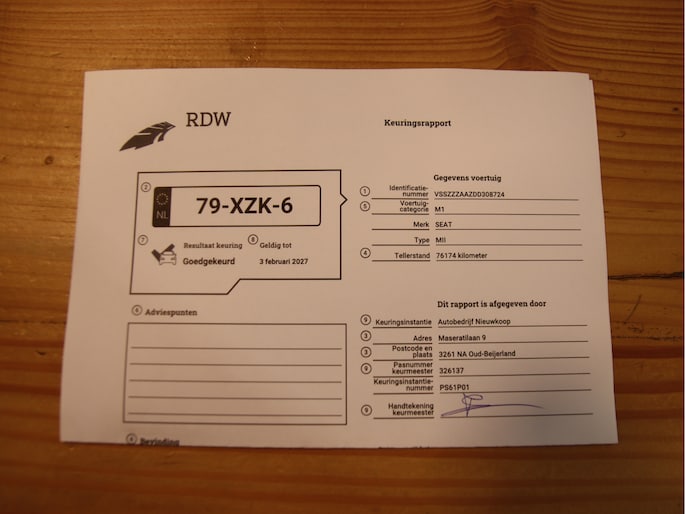 RDW
Keuringsrapport
2
NL
79-XZK-6
7 Resultaat keuring
Goedgekeurd
8 Geldig tot
3 februari 2027
6 Adviespunten
6 Bevinding
Gegevens voertuig
1 Identificatie-
nummer VSSZZZAAZDD308724
5 Voertuig-
categorie M1
Merk SEAT
Type MII
4 Tellerstand 76174 kilometer
Dit rapport is afgegeven door
9 Keuringsinstantie Autobedrijf Nieuwkoop
3 Adres Maseratilaan 9
3 Postcode en
plaats 3261 NA Oud-Beijerland
9 Pasnummer
keurmeester 326137
Keuringsinstantie-
nummer PS61P01
9 Handtekening
keurmeester